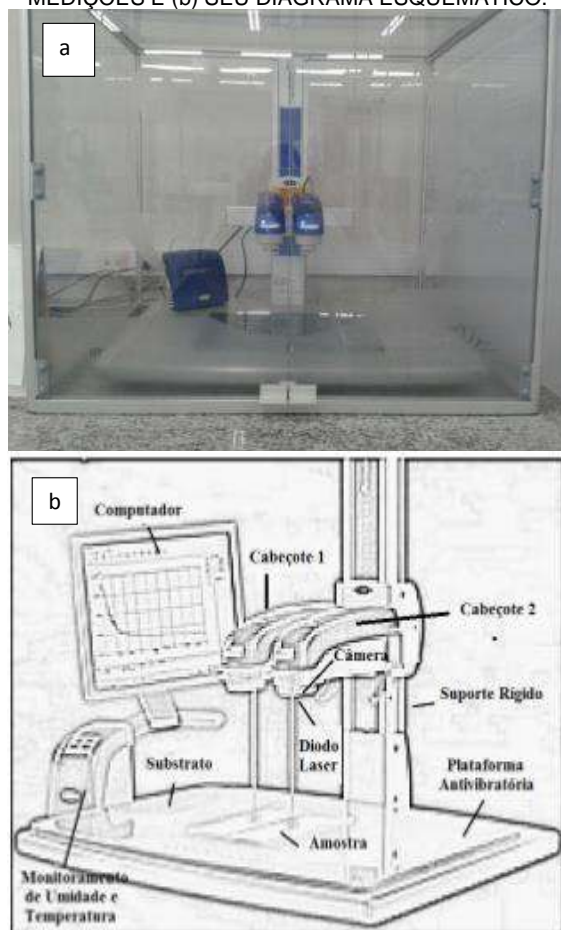 MEDIÇÕES E (b) SEU DIAGRAMA ESQUEMÁTICO.
a
b
Computador
Cabeçote 1
Cabeçote 2
Câmera
Suporte Rígido
Diodo
Laser
Substrato
Plataforma
Antivibratória
Amostra
Monitoramento
de Umidade e
Temperatura